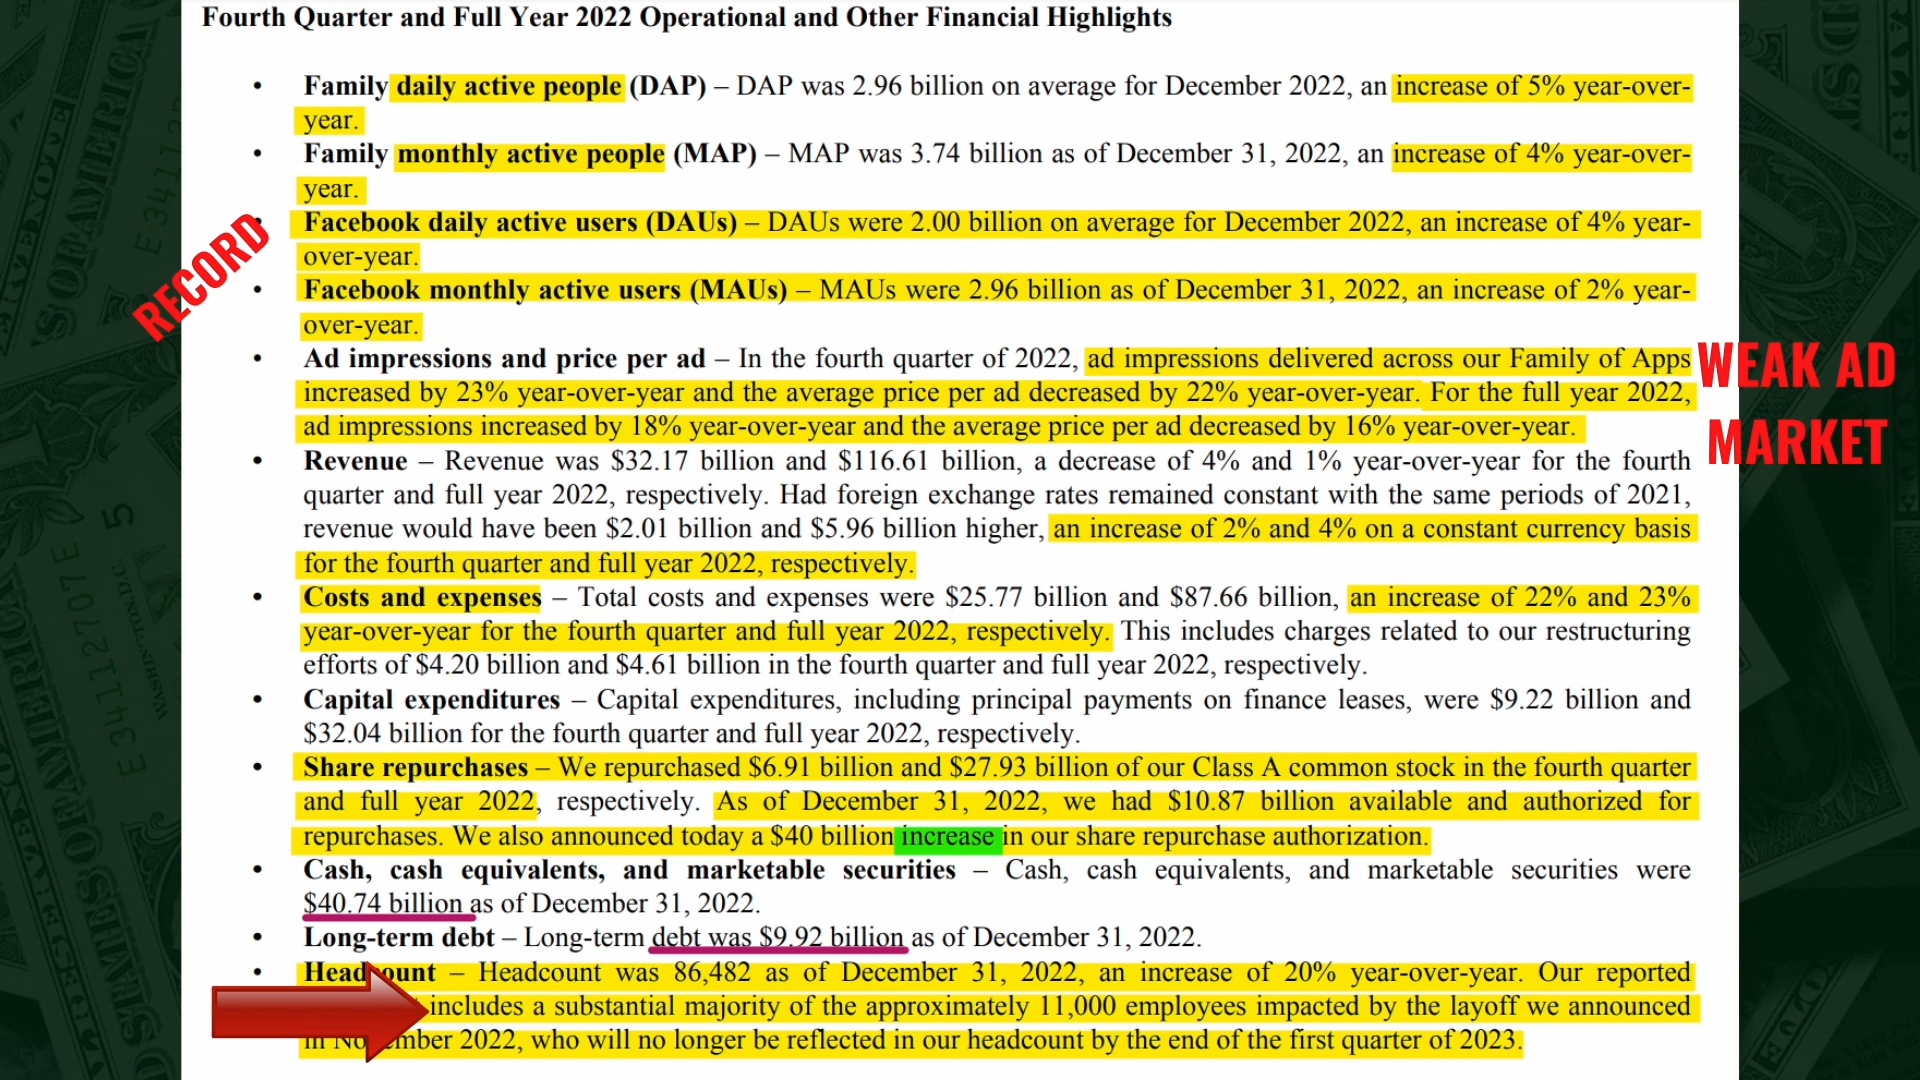 Fourth Quarter and Full Year 2022 Operational and Other Financial Highlights
• Family daily active people (DAP) – DAP was 2.96 billion on average for December 2022, an increase of 5% year-over-
year.
• Family monthly active people (MAP) – MAP was 3.74 billion as of December 31, 2022, an increase of 4% year-over-
year.
RECORD
• Facebook daily active users (DAUs) – DAUs were 2.00 billion on average for December 2022, an increase of 4% year-
over-year.
• Facebook monthly active users (MAUs) – MAUs were 2.96 billion as of December 31, 2022, an increase of 2% year-
over-year.
• Ad impressions and price per ad – In the fourth quarter of 2022, ad impressions delivered across our Family of Apps
increased by 23% year-over-year and the average price per ad decreased by 22% year-over-year. For the full year 2022,
ad impressions increased by 18% year-over-year and the average price per ad decreased by 16% year-over-year.
WEAK AD
MARKET
• Revenue – Revenue was $32.17 billion and $116.61 billion, a decrease of 4% and 1% year-over-year for the fourth
quarter and full year 2022, respectively. Had foreign exchange rates remained constant with the same periods of 2021,
revenue would have been $2.01 billion and $5.96 billion higher, an increase of 2% and 4% on a constant currency basis
for the fourth quarter and full year 2022, respectively.
• Costs and expenses – Total costs and expenses were $25.77 billion and $87.66 billion, an increase of 22% and 23%
year-over-year for the fourth quarter and full year 2022, respectively. This includes charges related to our restructuring
efforts of $4.20 billion and $4.61 billion in the fourth quarter and full year 2022, respectively.
• Capital expenditures – Capital expenditures, including principal payments on finance leases, were $9.22 billion and
$32.04 billion for the fourth quarter and full year 2022, respectively.
• Share repurchases – We repurchased $6.91 billion and $27.93 billion of our Class A common stock in the fourth quarter
and full year 2022, respectively. As of December 31, 2022, we had $10.87 billion available and authorized for
repurchases. We also announced today a $40 billion increase in our share repurchase authorization.
• Cash, cash equivalents, and marketable securities – Cash, cash equivalents, and marketable securities were
$40.74 billion as of December 31, 2022.
• Long-term debt – Long-term debt was $9.92 billion as of December 31, 2022.
• Headcount – Headcount was 86,482 as of December 31, 2022, an increase of 20% year-over-year. Our reported
includes a substantial majority of the approximately 11,000 employees impacted by the layoff we announced
in November 2022, who will no longer be reflected in our headcount by the end of the first quarter of 2023.